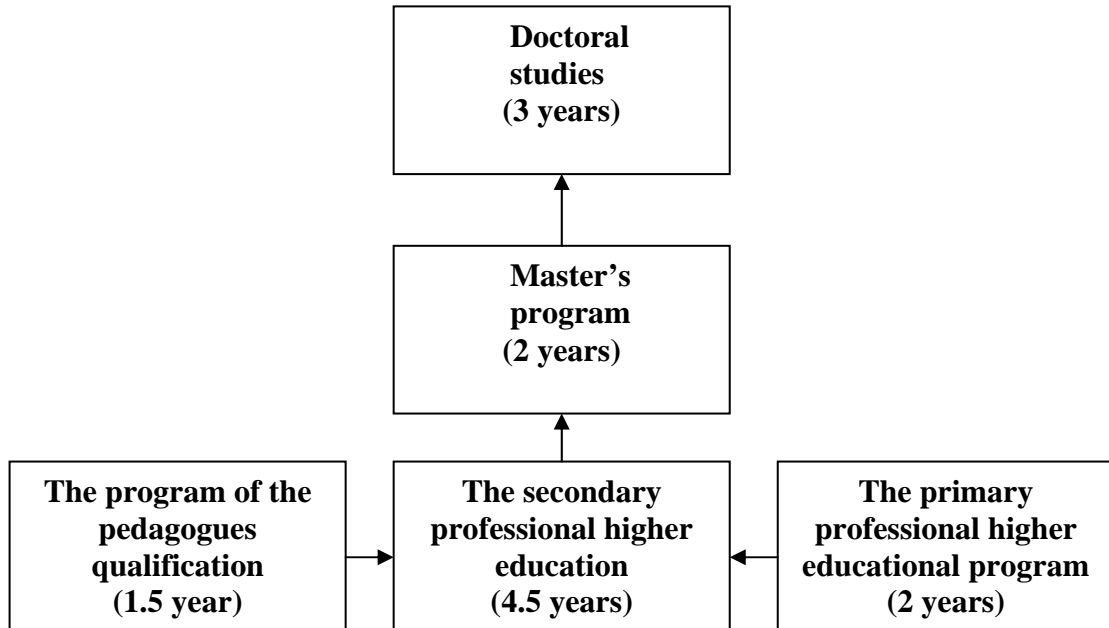 Doctoral
studies
(3 years)
Master’s
program
(2 years)
The program of the
pedagogues
qualification
(1.5 year)
The secondary
professional higher
education
(4.5 years)
The primary
professional higher
educational program
(2 years)